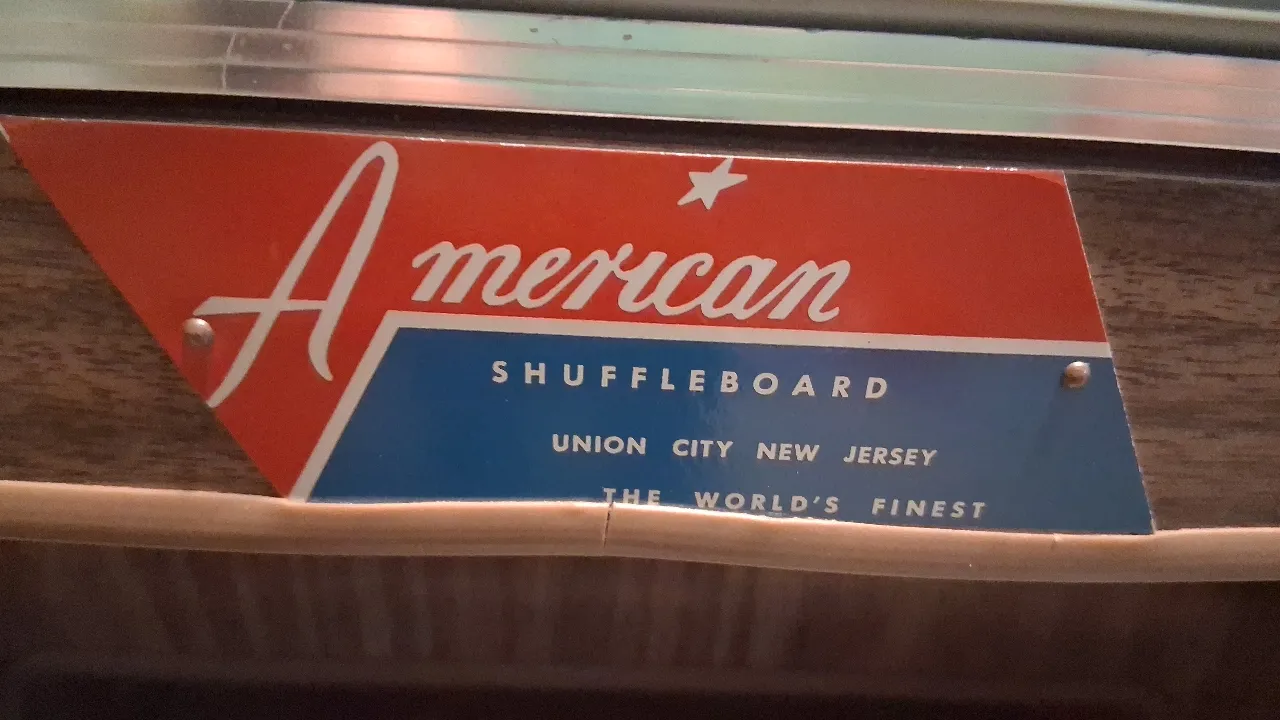 American
SHUFFLEBOARD
UNION CITY NEW JERSEY
THE WORLD'S FINEST